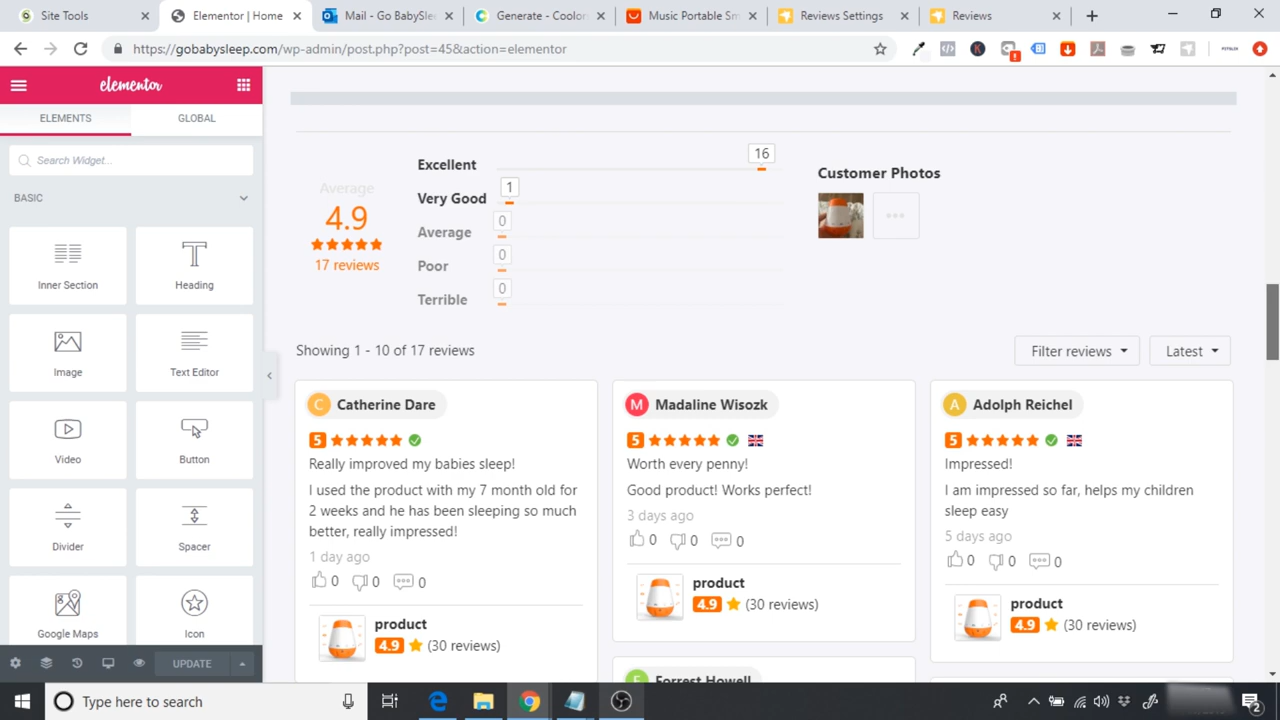 Site Tools
Elementor | Home
Mail - Go BabySlee
Generate - Coolor
Music Portable Sm
Reviews Settings
Reviews
https://gobabysleep.com/wp-admin/post.php?post=45&action=elementor
elementor
ELEMENTS
GLOBAL
Search Widget...
BASIC
Inner Section
Heading
Image
Text Editor
Video
Button
Divider
Spacer
Google Maps
Icon
UPDATE
Average
4.9
17 reviews
Excellent
16
Very Good
1
Average
0
Poor
0
Terrible
0
Customer Photos
Showing 1 - 10 of 17 reviews
Filter reviews
Latest
C Catherine Dare
5
Really improved my babies sleep!
I used the product with my 7 month old for
2 weeks and he has been sleeping so much
better, really impressed!
1 day ago
0 0 0
product
4.9 (30 reviews)
M Madaline Wisozk
5
Worth every penny!
Good product! Works perfect!
3 days ago
0 0 0
product
4.9 (30 reviews)
Forrest Howell
A Adolph Reichel
5
Impressed!
I am impressed so far, helps my children
sleep easy
5 days ago
0 0 0
product
4.9 (30 reviews)
Type here to search
2